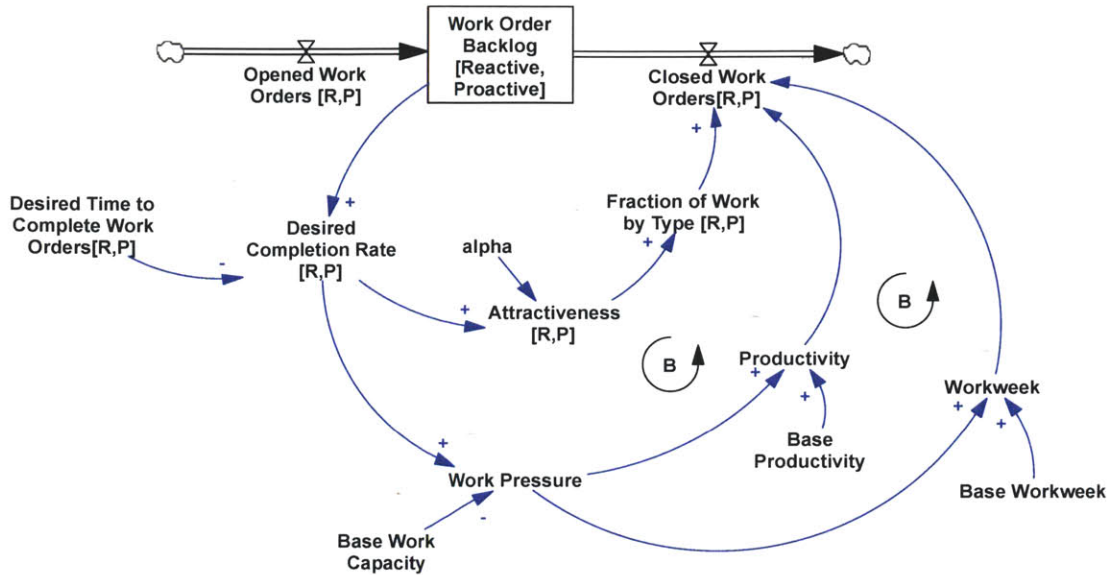 Work Order
Backlog
[Reactive,
Proactive]
Opened Work
Orders [R,P]
Closed Work
Orders[R,P]
+
+
Desired Time to
Complete Work
Orders[R,P]
-
Desired
Completion Rate
[R,P]
Fraction of Work
by Type [R,P]
+
alpha
+
Attractiveness
[R,P]
B
B
Productivity
+
+
Base
Productivity
Workweek
+
+
Base Workweek
+
Work Pressure
-
Base Work
Capacity